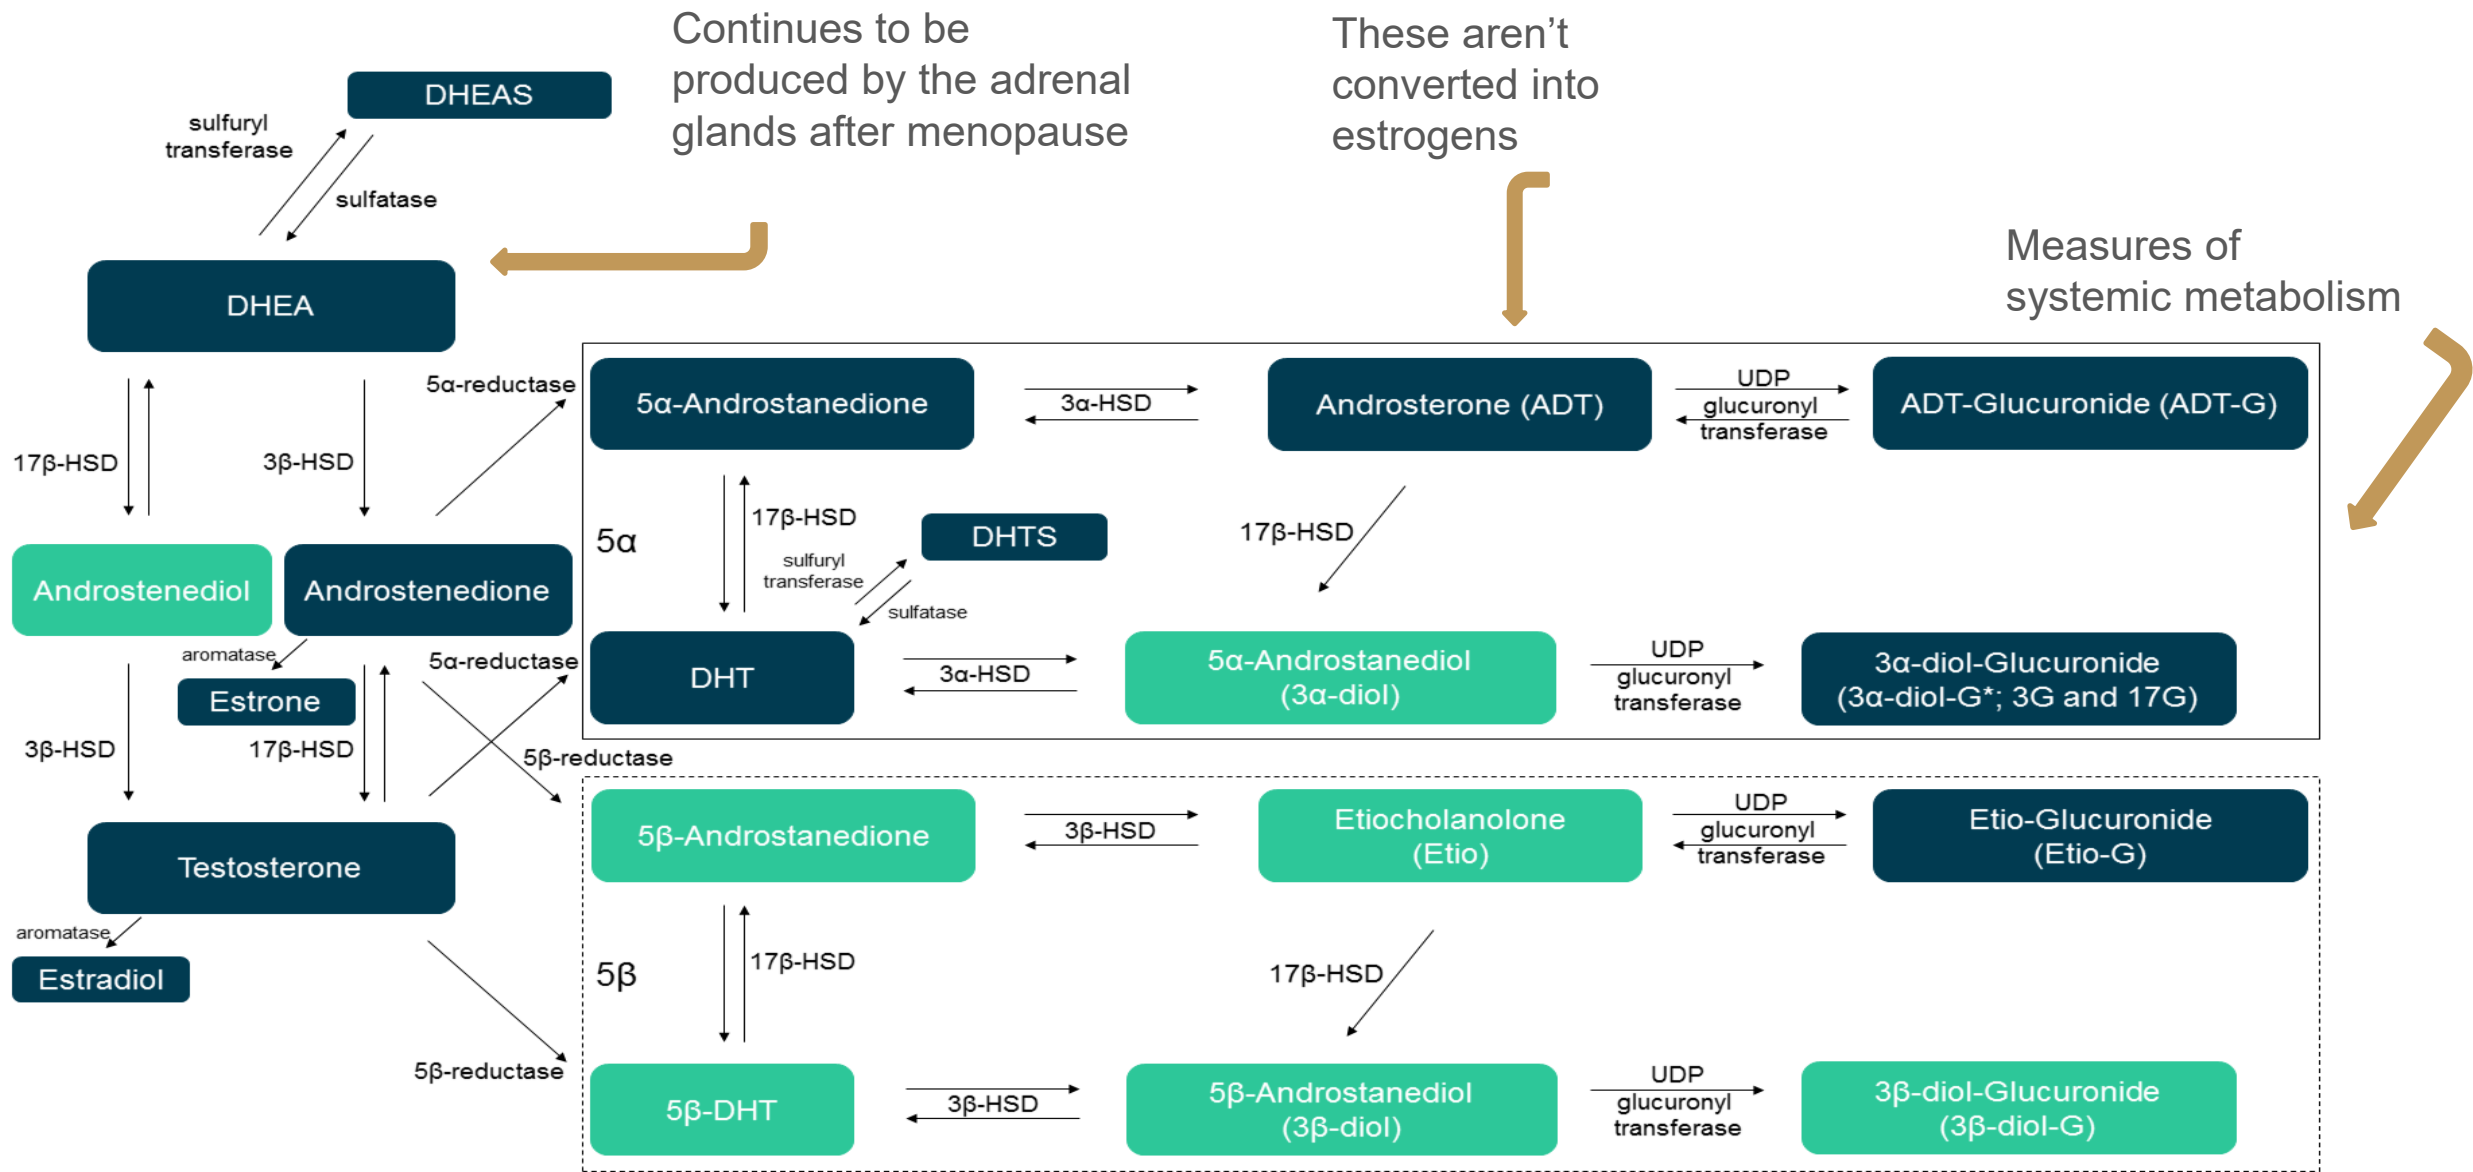 Continues to be
produced by the adrenal
glands after menopause
These aren’t
converted into
estrogens
Measures of
systemic metabolism
DHEAS
sulfuryl
transferase
sulfatase
DHEA
17β-HSD
3β-HSD
5α-reductase
Androstenediol
Androstenedione
aromatase
Estrone
3β-HSD
17β-HSD
5α-reductase
5β-reductase
Testosterone
aromatase
Estradiol
5β-reductase
5α-Androstanedione
3α-HSD
Androsterone (ADT)
UDP
glucuronyl
transferase
ADT-Glucuronide (ADT-G)
5α
17β-HSD
sulfuryl
transferase
DHTS
sulfatase
17β-HSD
DHT
3α-HSD
5α-Androstanediol
(3α-diol)
UDP
glucuronyl
transferase
3α-diol-Glucuronide
(3α-diol-G*; 3G and 17G)
5β-Androstanedione
3β-HSD
Etiocholanolone
(Etio)
UDP
glucuronyl
transferase
Etio-Glucuronide
(Etio-G)
5β
17β-HSD
17β-HSD
5β-DHT
3β-HSD
5β-Androstanediol
(3β-diol)
UDP
glucuronyl
transferase
3β-diol-Glucuronide
(3β-diol-G)